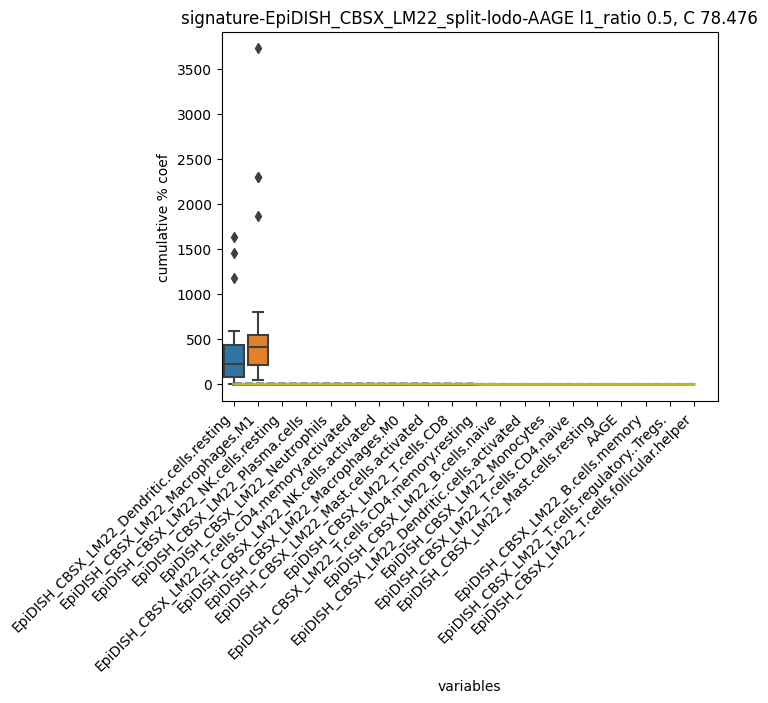 signature-EpiDISH_CBSX_LM22_split-lodo-AAGE l1_ratio 0.5, C 78.476
cumulative % coef
3500
3000
2500
2000
1500
1000
500
0
EpiDISH_CBSX_LM22_Dendritic.cells.resting
EpiDISH_CBSX_LM22_Macrophages.M1
EpiDISH_CBSX_LM22_NK.cells.resting
EpiDISH_CBSX_LM22_Plasma.cells
EpiDISH_CBSX_LM22_Neutrophils
EpiDISH_CBSX_LM22_T.cells.CD4.memory.activated
EpiDISH_CBSX_LM22_NK.cells.activated
EpiDISH_CBSX_LM22_Macrophages.M0
EpiDISH_CBSX_LM22_Mast.cells.activated
EpiDISH_CBSX_LM22_T.cells.CD8
EpiDISH_CBSX_LM22_T.cells.CD4.memory.resting
EpiDISH_CBSX_LM22_B.cells.naive
EpiDISH_CBSX_LM22_Dendritic.cells.activated
EpiDISH_CBSX_LM22_Monocytes
EpiDISH_CBSX_LM22_T.cells.CD4.naive
EpiDISH_CBSX_LM22_Mast.cells.resting
AAGE
EpiDISH_CBSX_LM22_B.cells.memory
EpiDISH_CBSX_LM22_T.cells.regulatory..Tregs.
EpiDISH_CBSX_LM22_T.cells.follicular.helper
variables